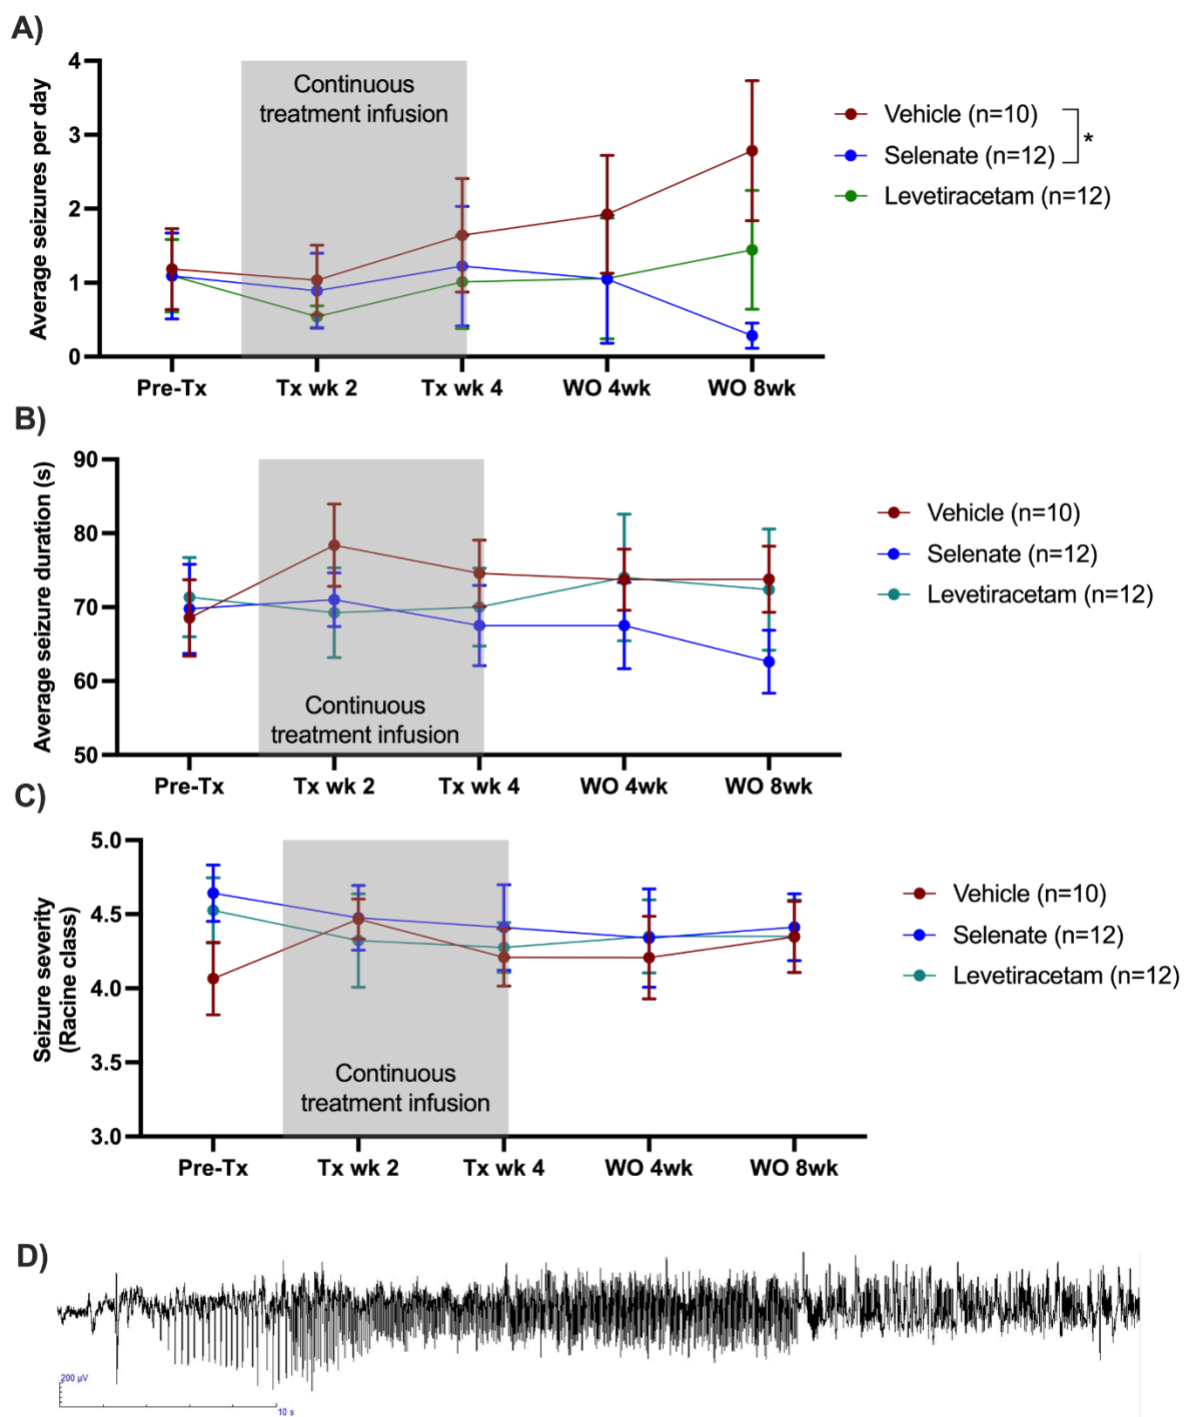 A)
Average seizures per day
4
3
2
1
0
Continuous
treatment infusion
Vehicle (n=10)
Selenate (n=12)
Levetiracetam (n=12)
*
Pre-Tx
Tx wk 2
Tx wk 4
WO 4wk
WO 8wk
B)
Average seizure duration (s)
90
80
70
60
50
Continuous
treatment infusion
Vehicle (n=10)
Selenate (n=12)
Levetiracetam (n=12)
Pre-Tx
Tx wk 2
Tx wk 4
WO 4wk
WO 8wk
C)
Seizure severity
(Racine class)
5.0
4.5
4.0
3.5
3.0
Continuous
treatment infusion
Vehicle (n=10)
Selenate (n=12)
Levetiracetam (n=12)
Pre-Tx
Tx wk 2
Tx wk 4
WO 4wk
WO 8wk
D)
200 µV
10 s